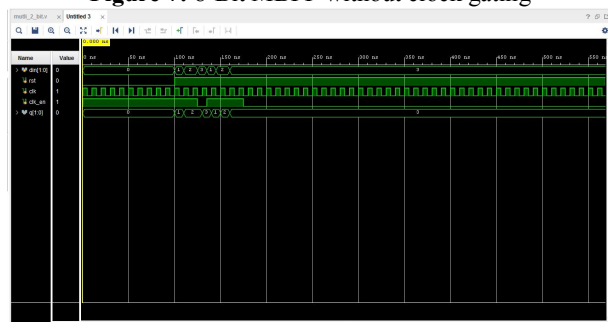 Figure 7: 8-Bit MBFF without clock gating
mutli_2_bit.v × Untitled 3 ×
0.000 ns
Name Value 0 ns 50 ns 100 ns 150 ns 200 ns 250 ns 300 ns 350 ns 400 ns 450 ns 500 ns 550 n
din[1:0] 0 0 1 2 3 1 2 3
rst 0
clk 1
clk_en 1
q[1:0] 0 0 1 2 3 1 2 3